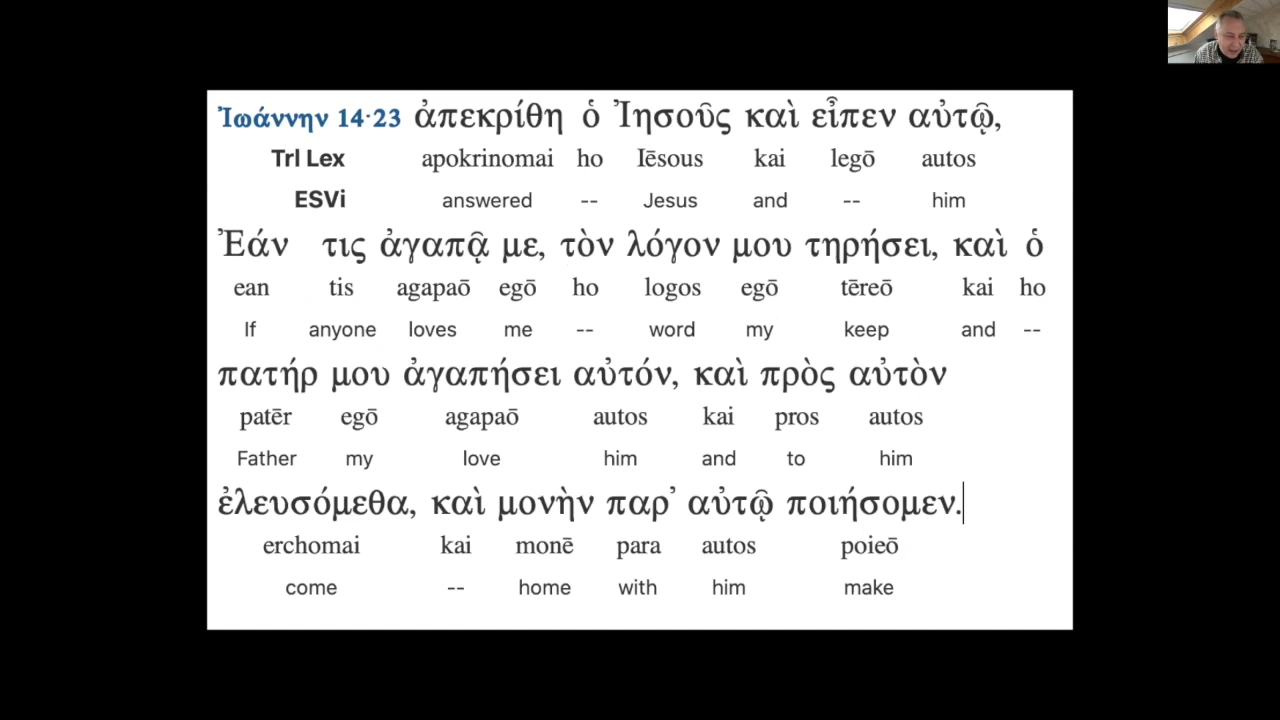 Ἰωάννην 14·23 ἀπεκρίθη ὁ Ἰησοῦς καὶ εἶπεν αὐτῷ,
Trl Lex apokrinomai ho Iēsous kai legō autos
ESVi answered -- Jesus and -- him
Ἐάν τις ἀγαπᾷ με, τὸν λόγον μου τηρήσει, καὶ ὁ
ean tis agapaō egō ho logos egō tēreō kai ho
If anyone loves me -- word my keep and --
πατήρ μου ἀγαπήσει αὐτόν, καὶ πρὸς αὐτὸν
patēr egō agapaō autos kai pros autos
Father my love him and to him
ἐλευσόμεθα, καὶ μονὴν παρ’ αὐτῷ ποιήσομεν.
erchomai kai monē para autos poieō
come -- home with him make